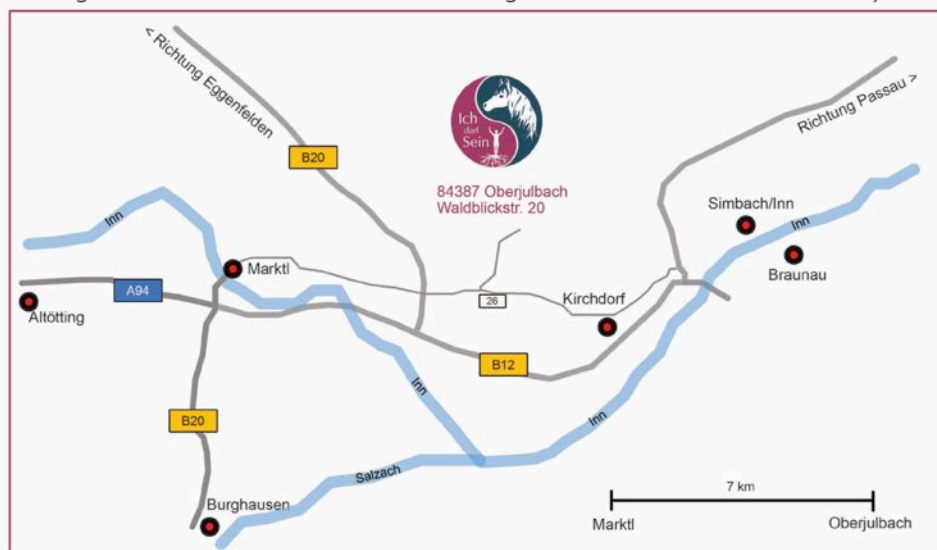 < Richtung Eggenfelden
Richtung Passau >
Ich
darf
Sein
B20
84387 Oberjulbach
Waldblickstr. 20
Simbach/Inn
Inn
Inn
Braunau
Marktl
A94
26
Kirchdorf
Altötting
B12
Inn
Inn
B20
Salzach
7 km
Burghausen
Marktl
Oberjulbach